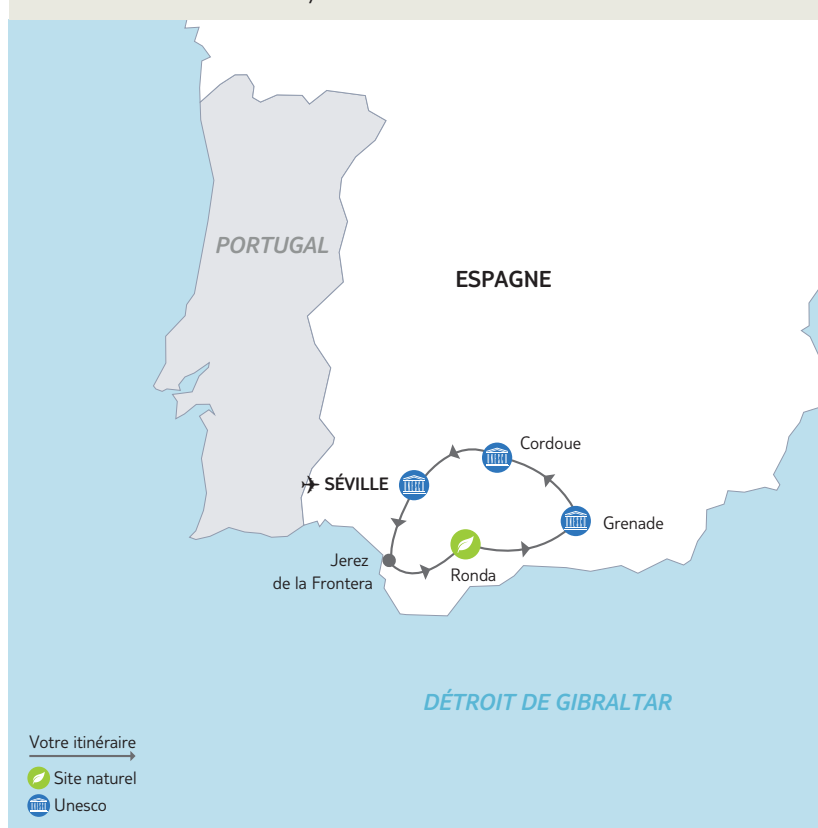 PORTUGAL
ESPAGNE
Cordoue
SÉVILLE
Grenade
Jerez
de la Frontera
Ronda
DÉTROIT DE GIBRALTAR
Votre itinéraire
Site naturel
Unesco